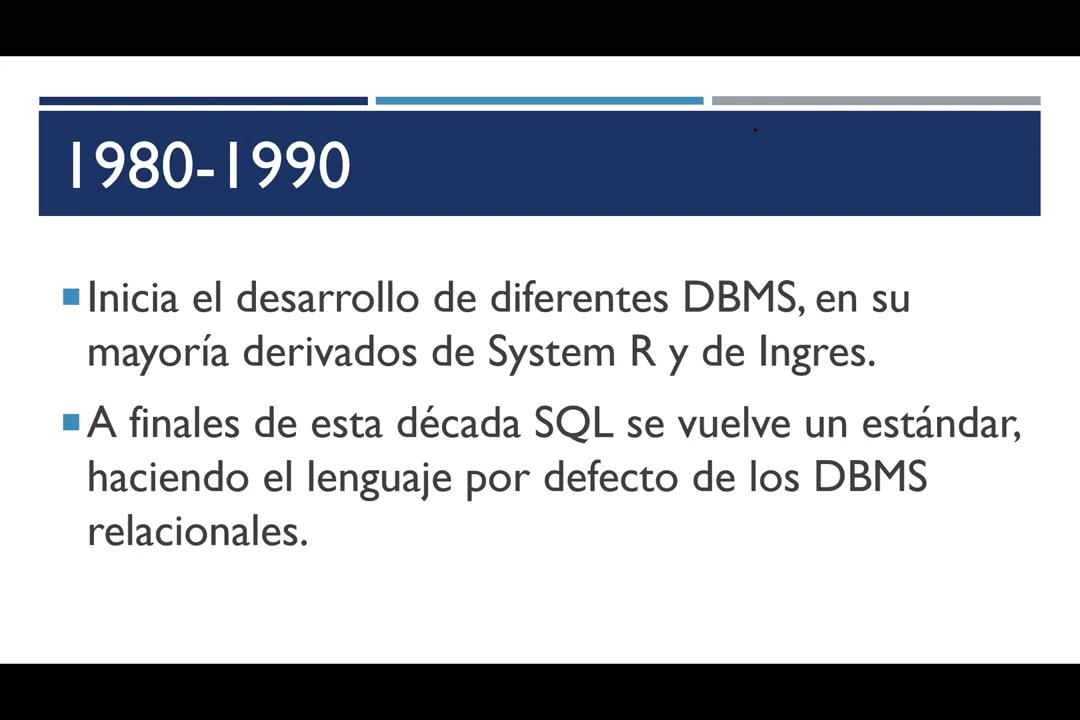 1980-1990
Inicia el desarrollo de diferentes DBMS, en su
mayoría derivados de System R y de Ingres.
A finales de esta década SQL se vuelve un estándar,
haciendo el lenguaje por defecto de los DBMS
relacionales.